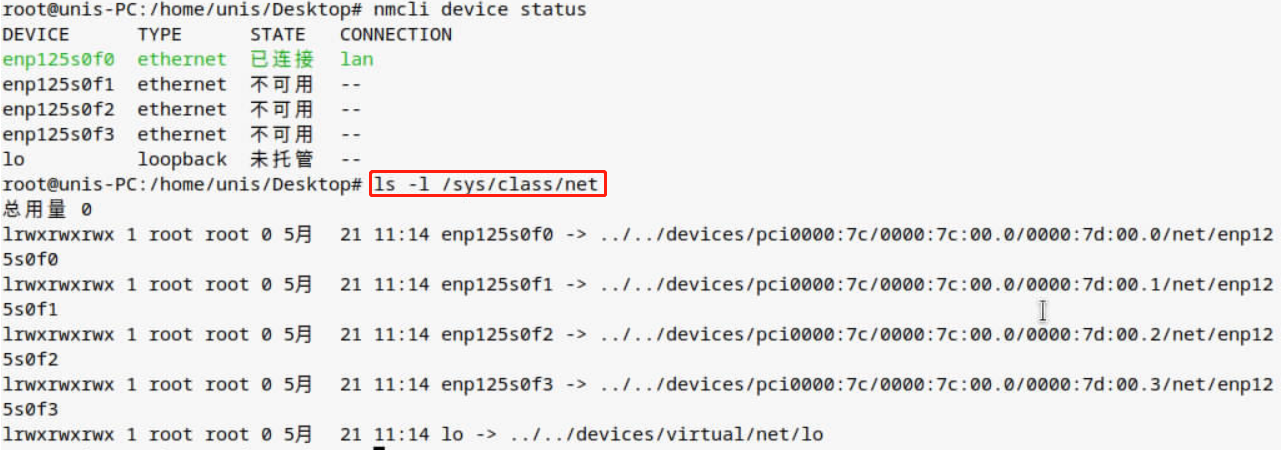 root@unis-PC:/home/unis/Desktop# nmcli device status
DEVICE       TYPE      STATE   CONNECTION
enp125s0f0  ethernet  已连接  lan
enp125s0f1  ethernet  不可用  --
enp125s0f2  ethernet  不可用  --
enp125s0f3  ethernet  不可用  --
lo          loopback  未托管  --
root@unis-PC:/home/unis/Desktop# ls -l /sys/class/net
总用量 0
lrwxrwxrwx 1 root root 0 5月  21 11:14 enp125s0f0 -> ../../devices/pci0000:7c/0000:7c:00.0/0000:7d:00.0/net/enp12
5s0f0
lrwxrwxrwx 1 root root 0 5月  21 11:14 enp125s0f1 -> ../../devices/pci0000:7c/0000:7c:00.0/0000:7d:00.1/net/enp12
5s0f1
lrwxrwxrwx 1 root root 0 5月  21 11:14 enp125s0f2 -> ../../devices/pci0000:7c/0000:7c:00.0/0000:7d:00.2/net/enp12
5s0f2
lrwxrwxrwx 1 root root 0 5月  21 11:14 enp125s0f3 -> ../../devices/pci0000:7c/0000:7c:00.0/0000:7d:00.3/net/enp12
5s0f3
lrwxrwxrwx 1 root root 0 5月  21 11:14 lo -> ../../devices/virtual/net/lo